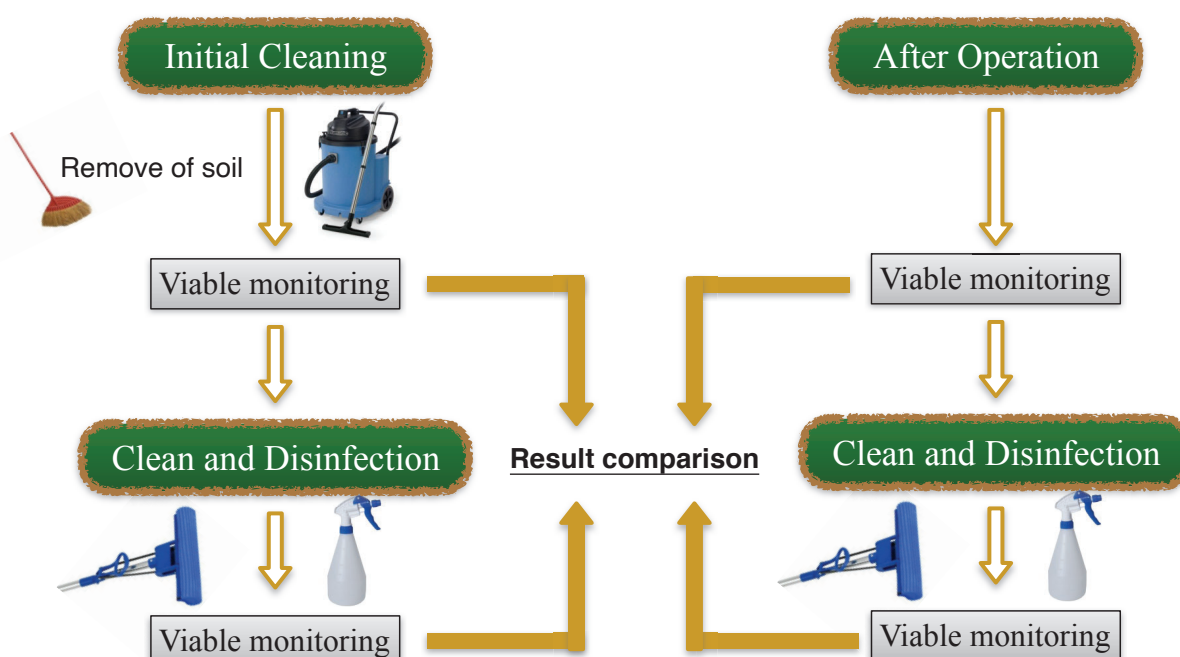 Initial Cleaning
After Operation
Remove of soil
Viable monitoring
Viable monitoring
Clean and Disinfection
Result comparison
Clean and Disinfection
Viable monitoring
Viable monitoring